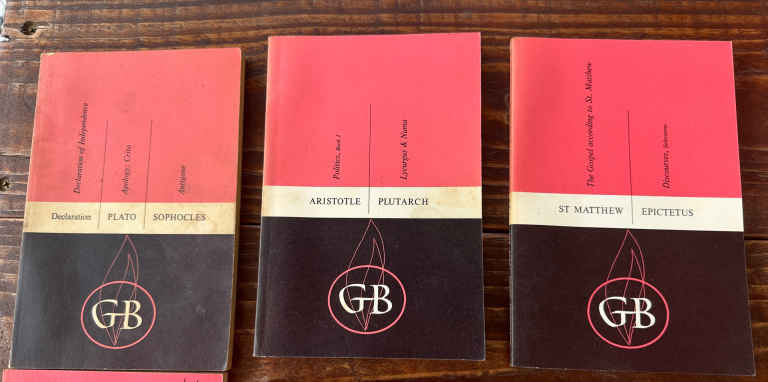 Declaration of Independence
Apology; Crito
Antigone
Declaration PLATO SOPHOCLES
GB
Politics, Book I
Lycurgus & Numa
ARISTOTLE PLUTARCH
GB
The Gospel according to St. Matthew
Discourses, Selections
ST MATTHEW EPICTETUS
GB